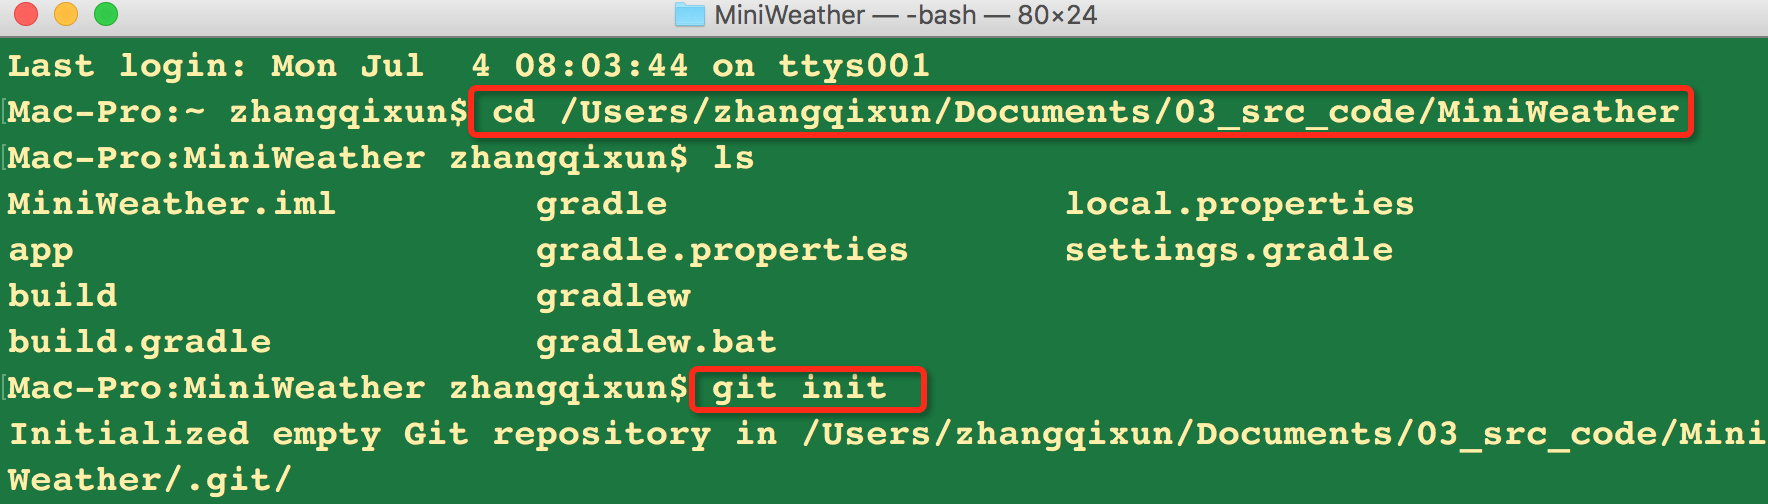 MiniWeather — -bash — 80×24
Last login: Mon Jul  4 08:03:44 on ttys001
Mac-Pro:~ zhangqixun$ cd /Users/zhangqixun/Documents/03_src_code/MiniWeather
Mac-Pro:MiniWeather zhangqixun$ ls
MiniWeather.iml gradle local.properties
app gradle.properties settings.gradle
build gradlew
build.gradle gradlew.bat
Mac-Pro:MiniWeather zhangqixun$ git init
Initialized empty Git repository in /Users/zhangqixun/Documents/03_src_code/Mini
Weather/.git/